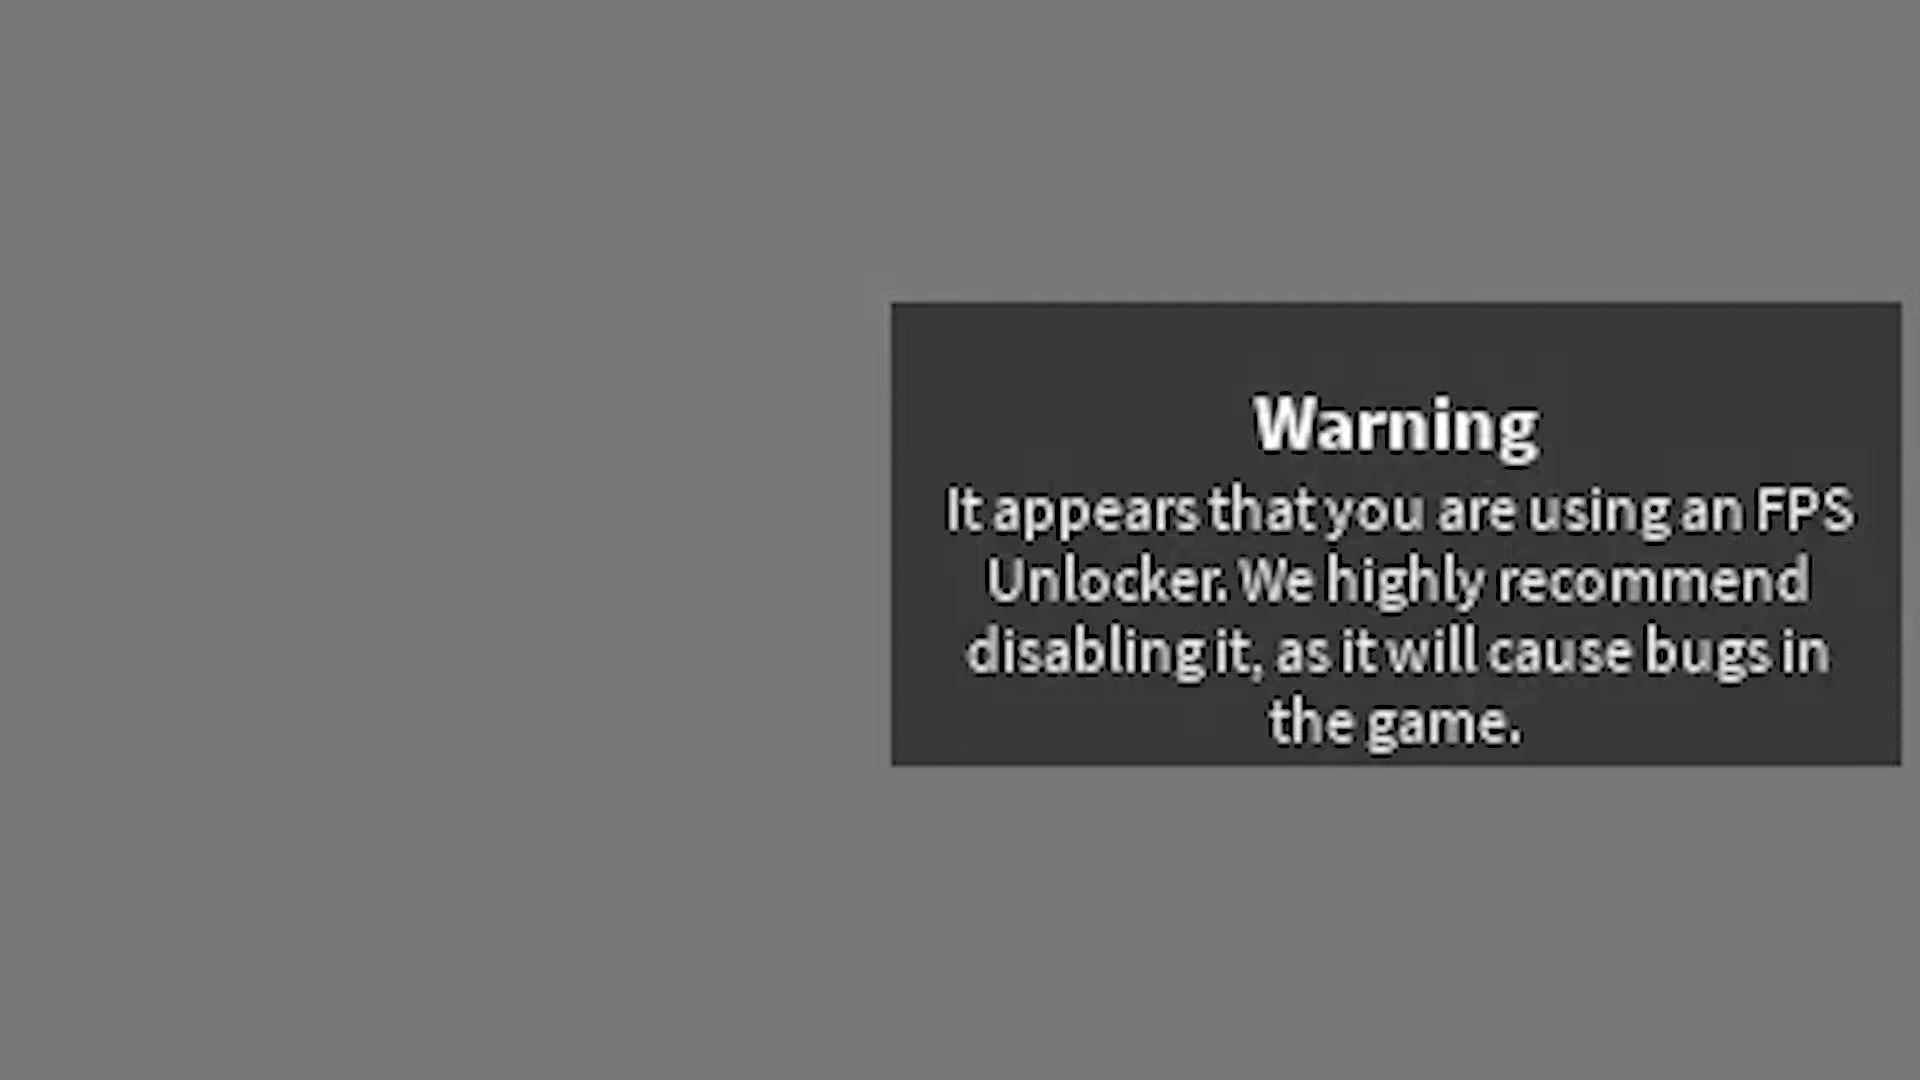 Warning
It appears that you are using an FPS
Unlocker. We highly recommend
disabling it, as it will cause bugs in
the game.